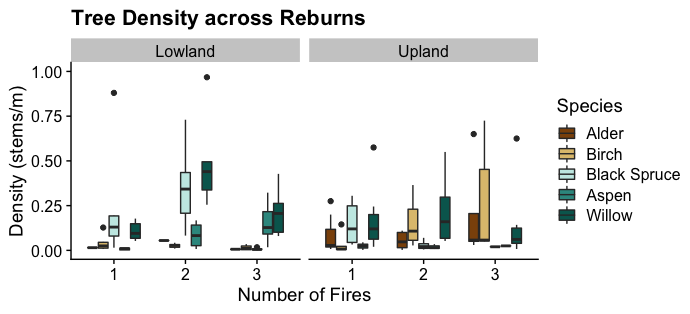 Tree Density across Reburns
Lowland
Upland
Density (stems/m)
1.00
0.75
0.50
0.25
0.00
1
2
3
1
2
3
Number of Fires
Species
Alder
Birch
Black Spruce
Aspen
Willow